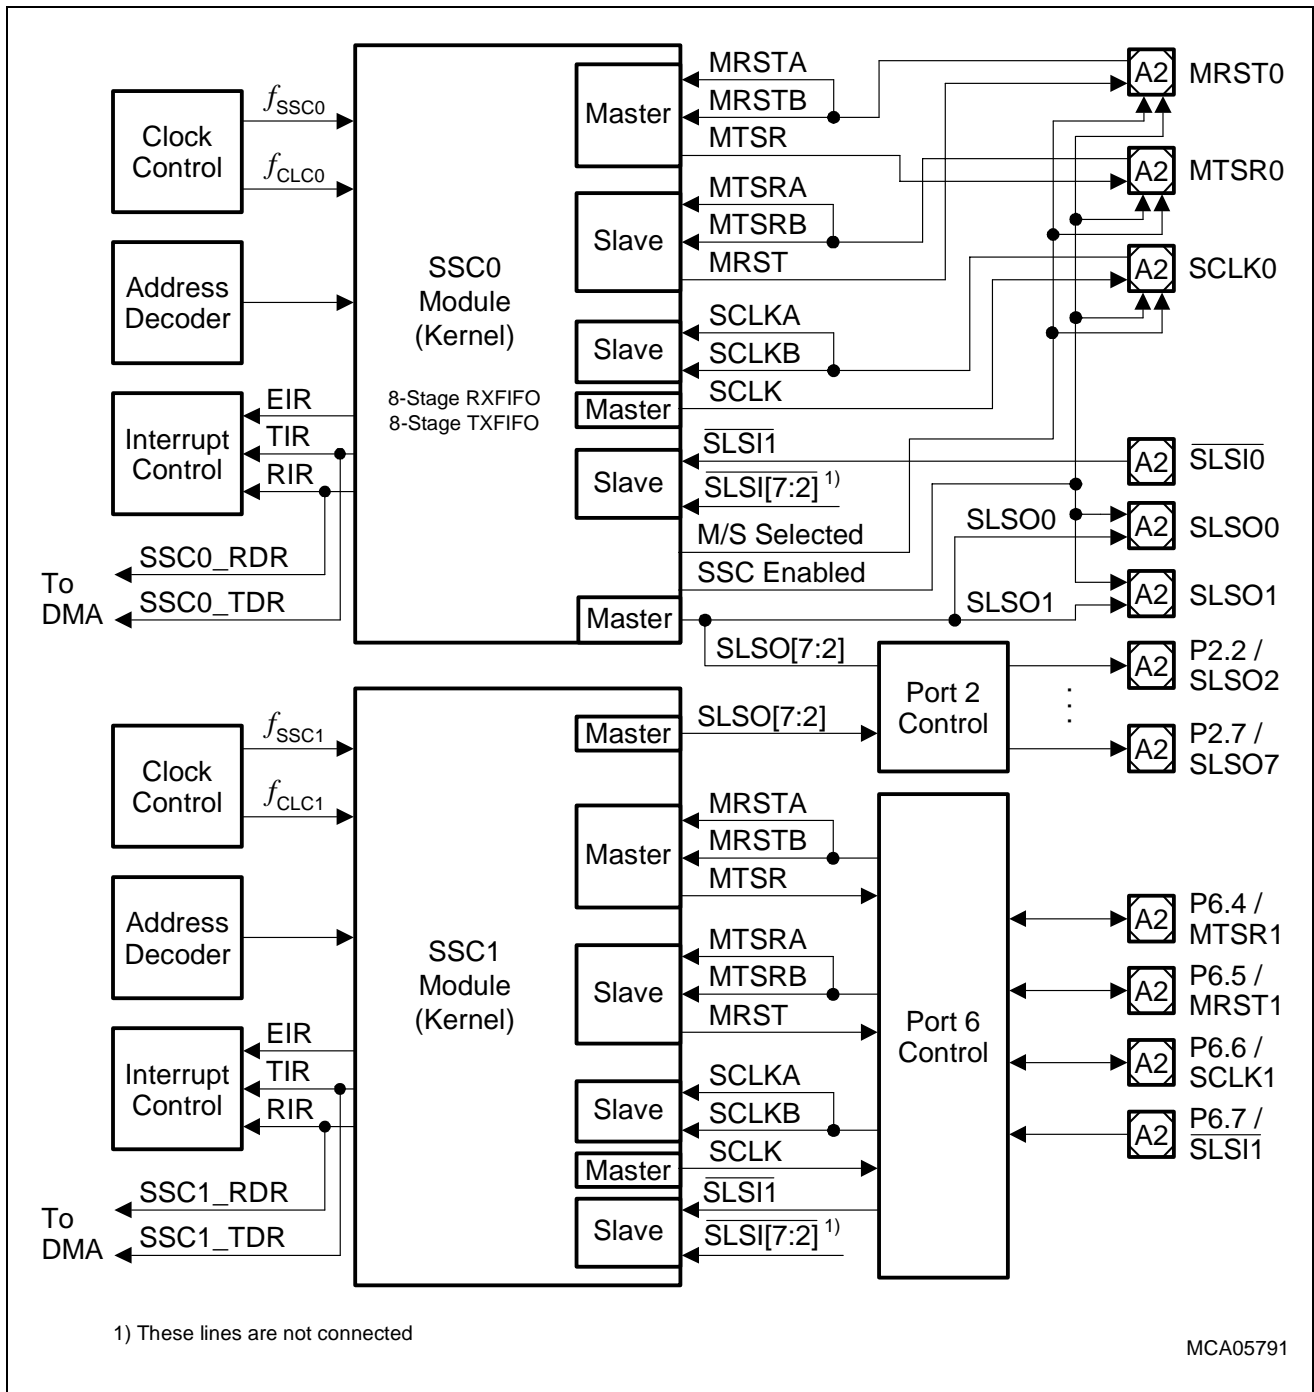 Clock
Control
fSSC0
fCLC0
Address
Decoder
Interrupt
Control
EIR
TIR
RIR
To
DMA
SSC0_RDR
SSC0_TDR
SSC0
Module
(Kernel)
8-Stage RXFIFO
8-Stage TXFIFO
Master
MRSTA
MRSTB
MTSR
Slave
MTSRA
MTSRB
MRST
Slave
SCLKA
SCLKB
Master
SCLK
Slave
SLSI1
SLSI[7:2] 1)
M/S Selected
SSC Enabled
Master
SLSO0
SLSO1
SLSO[7:2]
A2 MRST0
A2 MTSR0
A2 SCLK0
A2 SLSI0
A2 SLSO0
A2 SLSO1
Port 2
Control
A2 P2.2 /
SLSO2
A2 P2.7 /
SLSO7
Clock
Control
fSSC1
fCLC1
Address
Decoder
Interrupt
Control
EIR
TIR
RIR
To
DMA
SSC1_RDR
SSC1_TDR
SSC1
Module
(Kernel)
Master
SLSO[7:2]
Master
MRSTA
MRSTB
MTSR
Slave
MTSRA
MTSRB
MRST
Slave
SCLKA
SCLKB
Master
SCLK
Slave
SLSI1
SLSI[7:2] 1)
Port 6
Control
A2 P6.4 /
MTSR1
A2 P6.5 /
MRST1
A2 P6.6 /
SCLK1
A2 P6.7 /
SLSI1
1) These lines are not connected
MCA05791